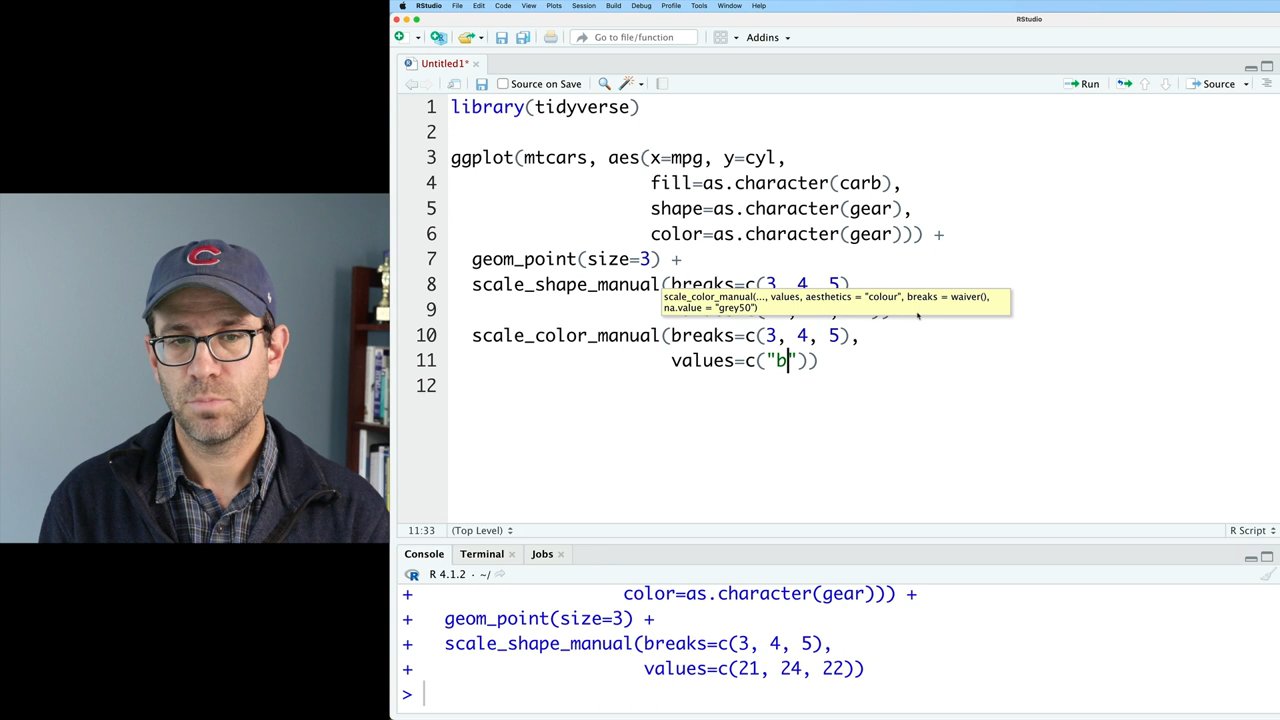 RStudio File Edit Code View Plots Session Build Debug Profile Tools Window Help
RStudio
Go to file/function Addins
Untitled1*
Source on Save Run Source
1 library(tidyverse)
2
3 ggplot(mtcars, aes(x=mpg, y=cyl,
4 fill=as.character(carb),
5 shape=as.character(gear),
6 color=as.character(gear))) +
7 geom_point(size=3) +
8 scale_shape_manual(breaks=c(3, 4, 5)
scale_color_manual(..., values, aesthetics = "colour", breaks = waiver(),
na.value = "grey50")
9
10 scale_color_manual(breaks=c(3, 4, 5),
11 values=c("b"))
12
11:33 (Top Level) R Script
Console Terminal Jobs
R 4.1.2 · ~/
+ color=as.character(gear))) +
+ geom_point(size=3) +
+ scale_shape_manual(breaks=c(3, 4, 5),
+ values=c(21, 24, 22))
>
C